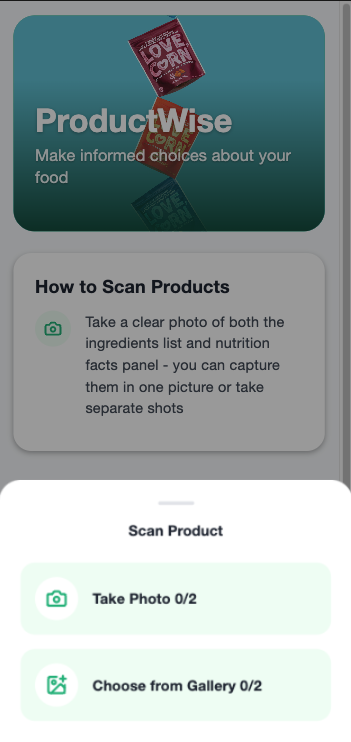 LOVE
CORN
ProductWise
Make informed choices about your
food
How to Scan Products
Take a clear photo of both the
ingredients list and nutrition
facts panel - you can capture
them in one picture or take
separate shots
Scan Product
Take Photo 0/2
Choose from Gallery 0/2